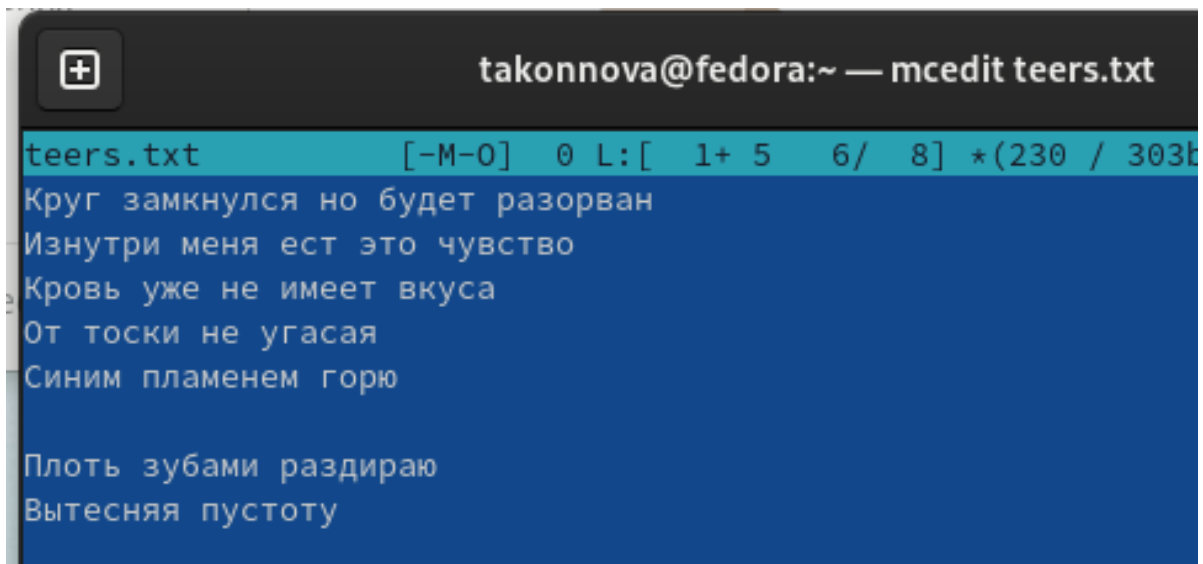 takonnova@fedora:~ — mcedit teers.txt
teers.txt [-M-O] 0 L:[ 1+ 5 6/ 8] *(230 / 303b
Круг замкнулся но будет разорван
Изнутри меня ест это чувство
Кровь уже не имеет вкуса
От тоски не угасая
Синим пламенем горю
Плоть зубами раздираю
Вытесняя пустоту